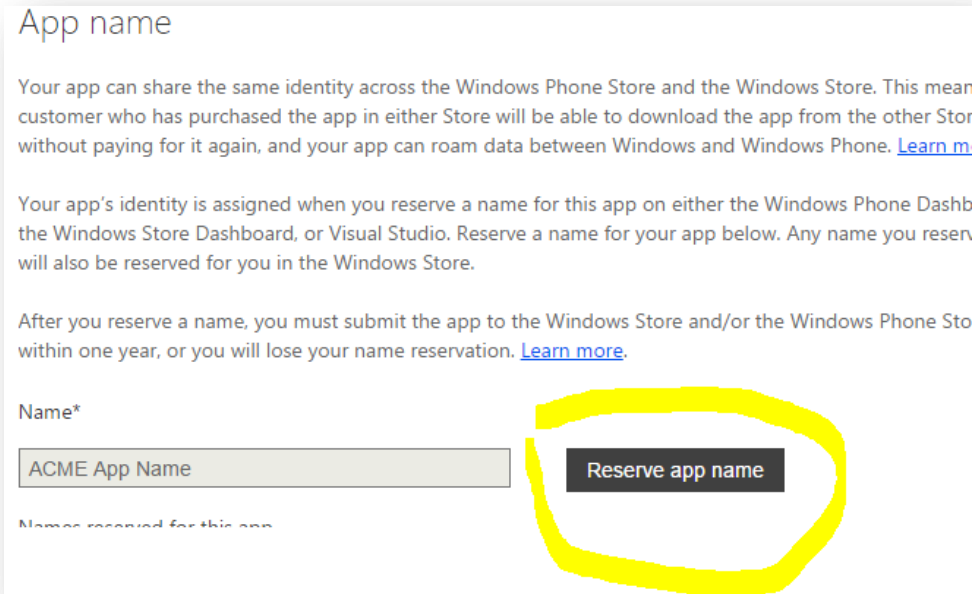 App name
Your app can share the same identity across the Windows Phone Store and the Windows Store. This mean
customer who has purchased the app in either Store will be able to download the app from the other Stor
without paying for it again, and your app can roam data between Windows and Windows Phone. Learn m
Your app's identity is assigned when you reserve a name for this app on either the Windows Phone Dashb
the Windows Store Dashboard, or Visual Studio. Reserve a name for your app below. Any name you reserv
will also be reserved for you in the Windows Store.
After you reserve a name, you must submit the app to the Windows Store and/or the Windows Phone Sto
within one year, or you will lose your name reservation. Learn more.
Name*
ACME App Name
Reserve app name
Names reserved for this app